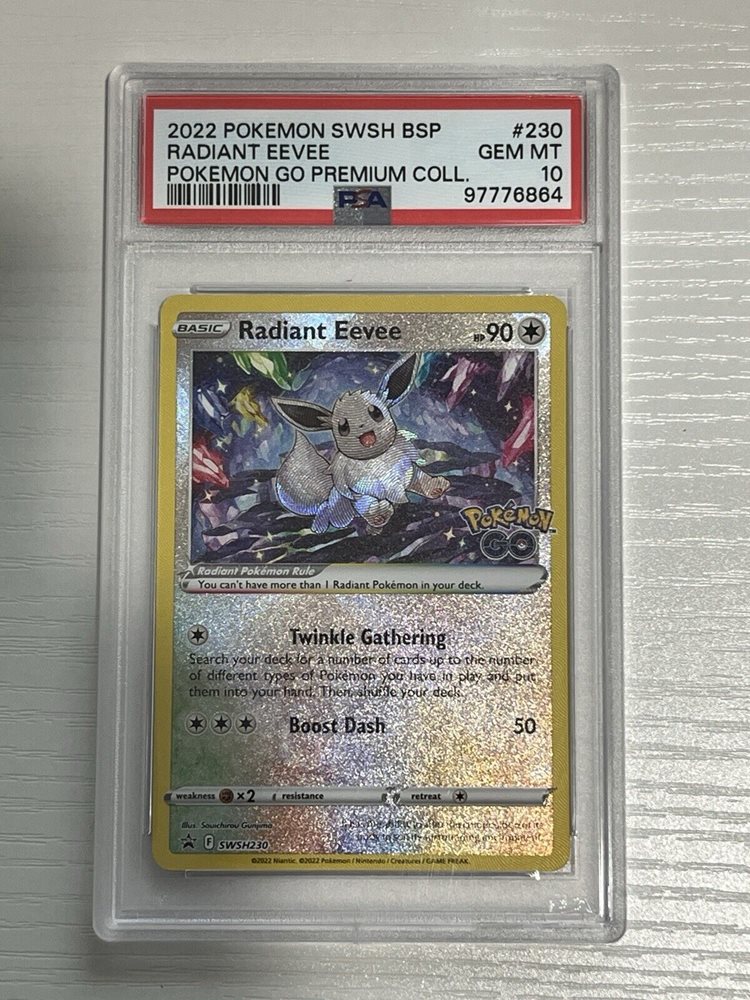 2022 POKEMON SWSH BSP #230
RADIANT EEVEE GEM MT
POKEMON GO PREMIUM COLL. 10
PSA 97776864
BASIC Radiant Eevee HP 90
POKÉMON
GO
Radiant Pokémon Rule
You can't have more than 1 Radiant Pokémon in your deck.
Twinkle Gathering
Search your deck for a number of cards up to the number
of different types of Pokémon you have in play and put
them into your hand. Then, shuffle your deck.
Boost Dash 50
weakness ×2 resistance retreat
Illus. Souichirou Gunjima
F SWSH230
©2022 Niantic. ©2022 Pokémon / Nintendo / Creatures / GAME FREAK.